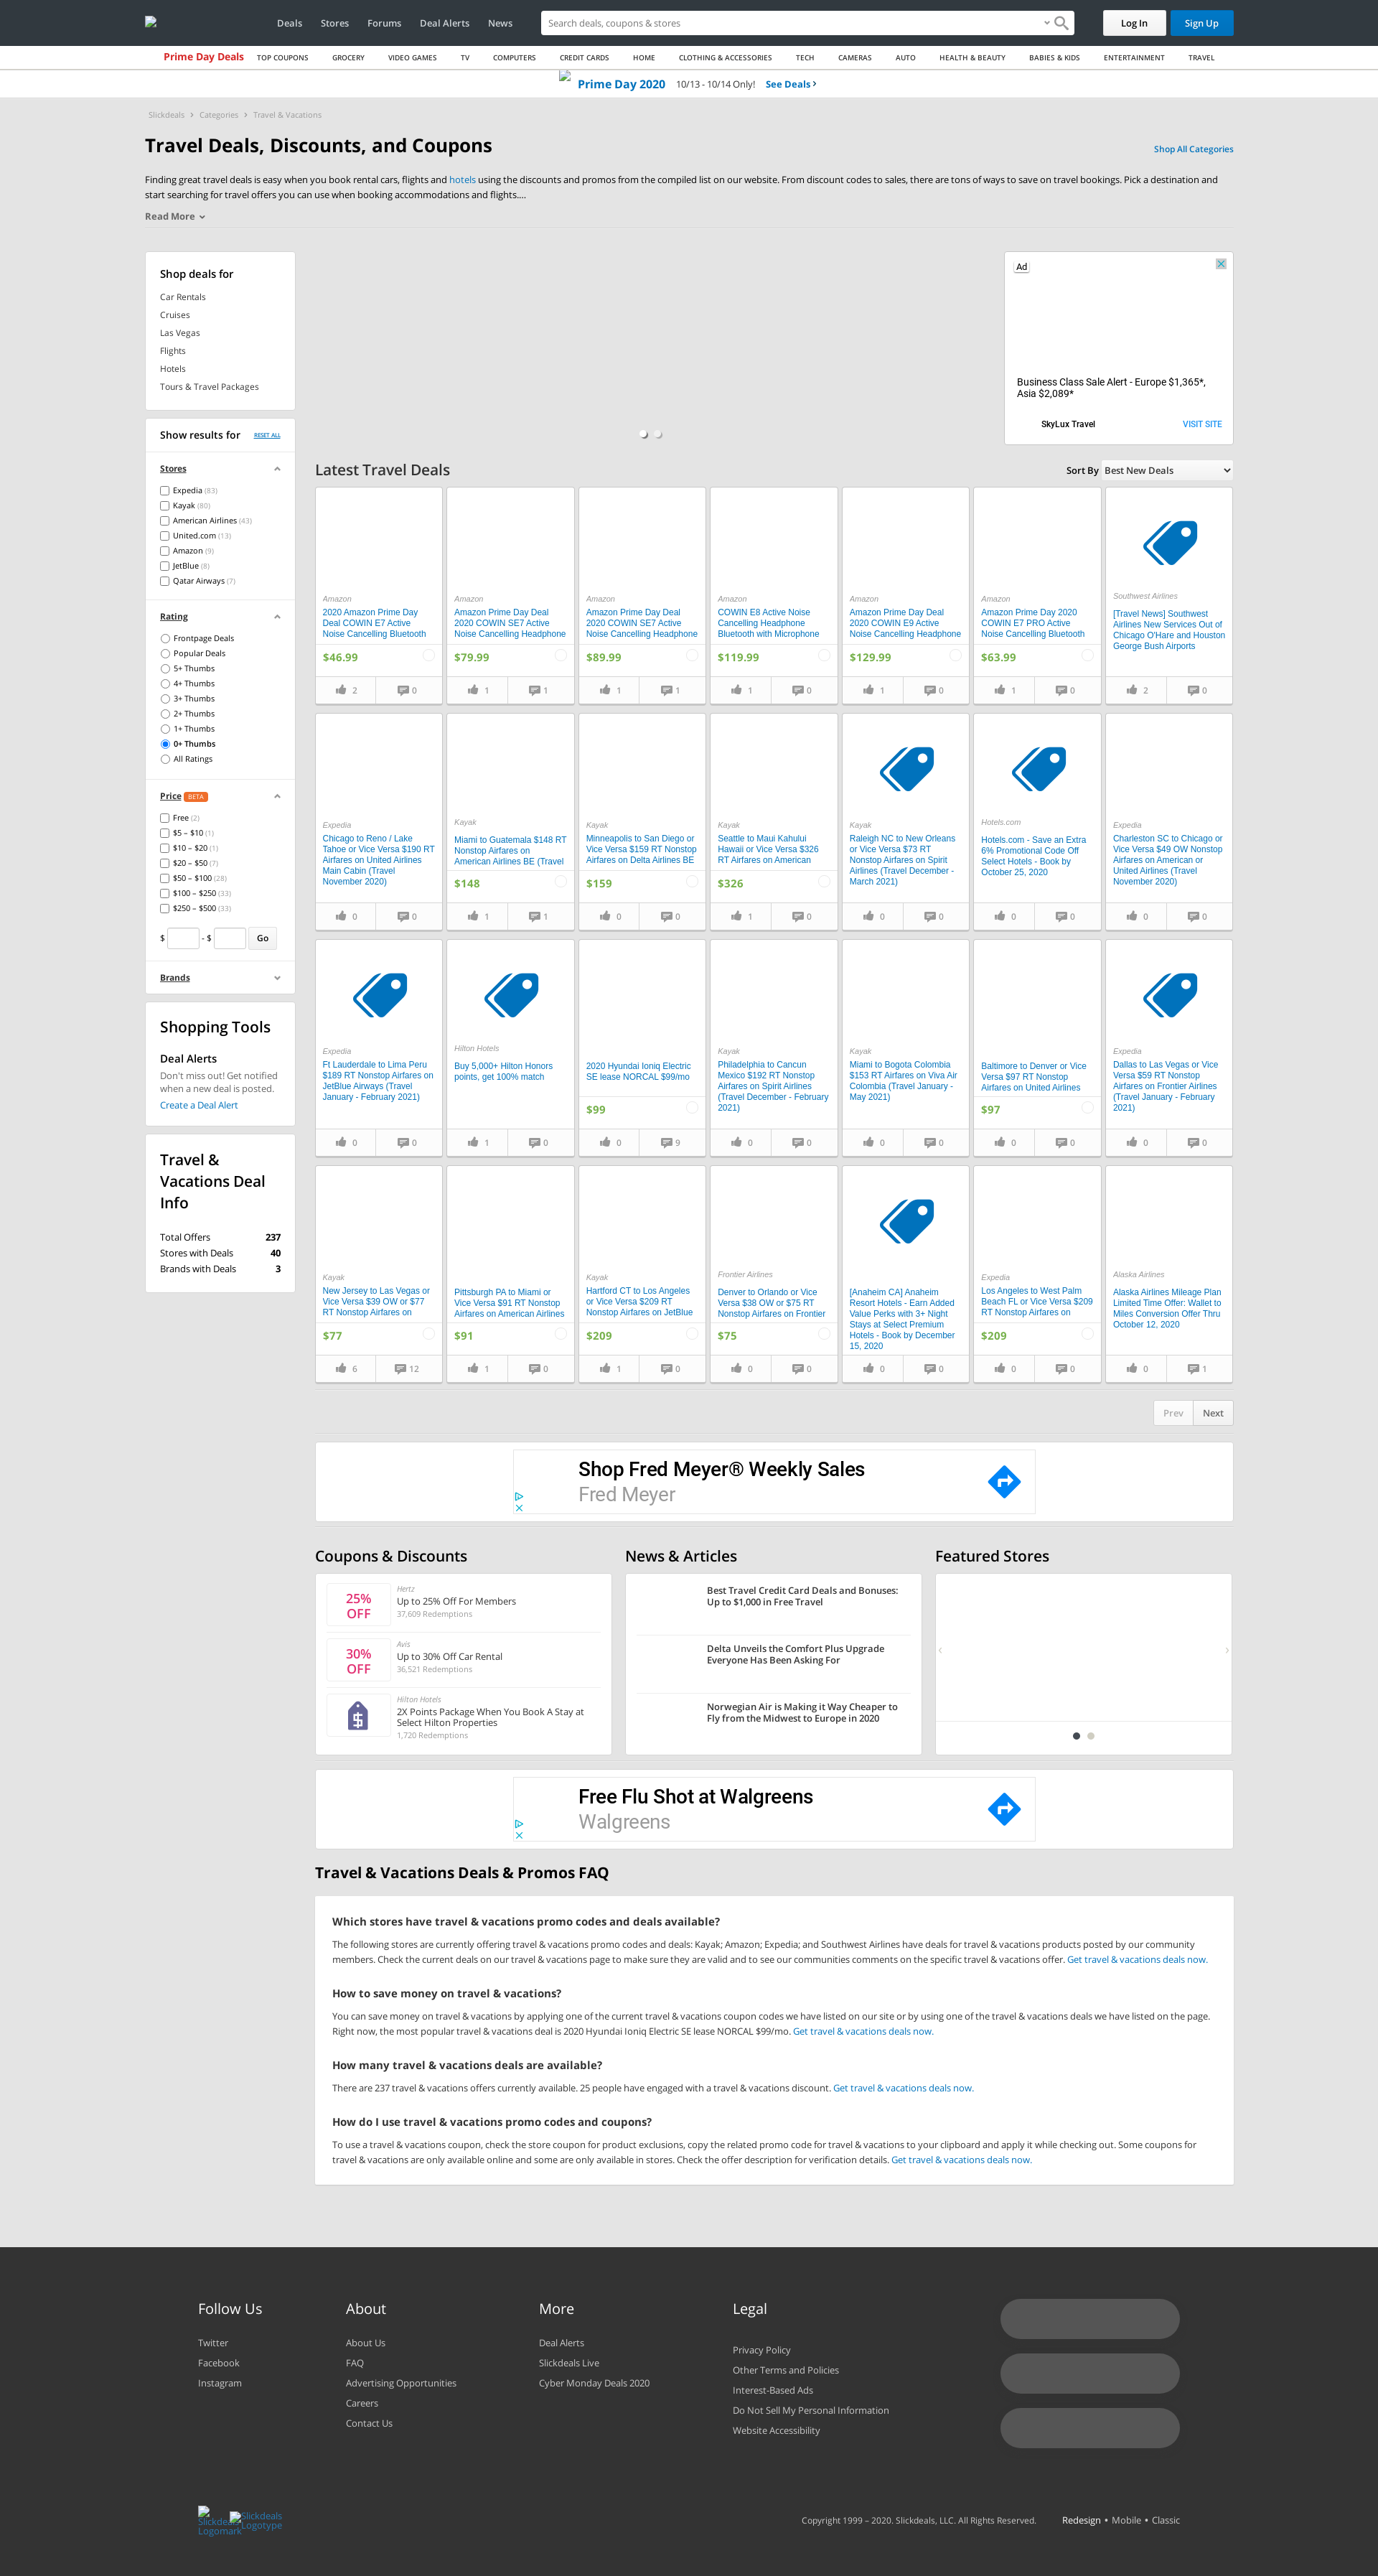 Deals Stores Forums Deal Alerts News
Search deals, coupons & stores
Log In
Sign Up
Prime Day Deals TOP COUPONS GROCERY VIDEO GAMES TV COMPUTERS CREDIT CARDS HOME CLOTHING & ACCESSORIES TECH CAMERAS AUTO HEALTH & BEAUTY BABIES & KIDS ENTERTAINMENT TRAVEL
Prime Day 2020 10/13 - 10/14 Only! See Deals
Slickdeals › Categories › Travel & Vacations
Travel Deals, Discounts, and Coupons
Shop All Categories
Finding great travel deals is easy when you book rental cars, flights and hotels using the discounts and promos from the compiled list on our website. From discount codes to sales, there are tons of ways to save on travel bookings. Pick a destination and
start searching for travel offers you can use when booking accommodations and flights....
Read More
Shop deals for
Car Rentals
Cruises
Las Vegas
Flights
Hotels
Tours & Travel Packages
Ad
Business Class Sale Alert - Europe $1,365*,
Asia $2,089*
SkyLux Travel
VISIT SITE
Show results for
RESET ALL
Stores
Expedia (83)
Kayak (80)
American Airlines (43)
United.com (13)
Amazon (9)
JetBlue (8)
Qatar Airways (7)
Rating
Frontpage Deals
Popular Deals
5+ Thumbs
4+ Thumbs
3+ Thumbs
2+ Thumbs
1+ Thumbs
0+ Thumbs
All Ratings
Price BETA
Free (2)
$5 – $10 (1)
$10 – $20 (1)
$20 – $50 (7)
$50 – $100 (28)
$100 – $250 (33)
$250 – $500 (33)
$ - $ Go
Brands
Shopping Tools
Deal Alerts
Don't miss out! Get notified
when a new deal is posted.
Create a Deal Alert
Travel &
Vacations Deal
Info
Total Offers 237
Stores with Deals 40
Brands with Deals 3
Latest Travel Deals
Sort By Best New Deals
Amazon
2020 Amazon Prime Day
Deal COWIN E7 Active
Noise Cancelling Bluetooth
$46.99
2 0
Amazon
Amazon Prime Day Deal
2020 COWIN SE7 Active
Noise Cancelling Headphone
$79.99
1 1
Amazon
Amazon Prime Day Deal
2020 COWIN SE7 Active
Noise Cancelling Headphone
$89.99
1 1
Amazon
COWIN E8 Active Noise
Cancelling Headphone
Bluetooth with Microphone
$119.99
1 0
Amazon
Amazon Prime Day Deal
2020 COWIN E9 Active
Noise Cancelling Headphone
$129.99
1 0
Amazon
Amazon Prime Day 2020
COWIN E7 PRO Active
Noise Cancelling Bluetooth
$63.99
1 0
Southwest Airlines
[Travel News] Southwest
Airlines New Services Out of
Chicago O'Hare and Houston
George Bush Airports
2 0
Expedia
Chicago to Reno / Lake
Tahoe or Vice Versa $190 RT
Airfares on United Airlines
Main Cabin (Travel
November 2020)
0 0
Kayak
Miami to Guatemala $148 RT
Nonstop Airfares on
American Airlines BE (Travel
$148
1 1
Kayak
Minneapolis to San Diego or
Vice Versa $159 RT Nonstop
Airfares on Delta Airlines BE
$159
0 0
Kayak
Seattle to Maui Kahului
Hawaii or Vice Versa $326
RT Airfares on American
$326
1 0
Kayak
Raleigh NC to New Orleans
or Vice Versa $73 RT
Nonstop Airfares on Spirit
Airlines (Travel December -
March 2021)
0 0
Hotels.com
Hotels.com - Save an Extra
6% Promotional Code Off
Select Hotels - Book by
October 25, 2020
0 0
Expedia
Charleston SC to Chicago or
Vice Versa $49 OW Nonstop
Airfares on American or
United Airlines (Travel
November 2020)
0 0
Expedia
Ft Lauderdale to Lima Peru
$189 RT Nonstop Airfares on
JetBlue Airways (Travel
January - February 2021)
0 0
Hilton Hotels
Buy 5,000+ Hilton Honors
points, get 100% match
1 0
2020 Hyundai Ioniq Electric
SE lease NORCAL $99/mo
$99
0 9
Kayak
Philadelphia to Cancun
Mexico $192 RT Nonstop
Airfares on Spirit Airlines
(Travel December - February
2021)
0 0
Kayak
Miami to Bogota Colombia
$153 RT Airfares on Viva Air
Colombia (Travel January -
May 2021)
0 0
Baltimore to Denver or Vice
Versa $97 RT Nonstop
Airfares on United Airlines
$97
0 0
Expedia
Dallas to Las Vegas or Vice
Versa $59 RT Nonstop
Airfares on Frontier Airlines
(Travel January - February
2021)
0 0
Kayak
New Jersey to Las Vegas or
Vice Versa $39 OW or $77
RT Nonstop Airfares on
$77
6 12
Pittsburgh PA to Miami or
Vice Versa $91 RT Nonstop
Airfares on American Airlines
$91
1 0
Kayak
Hartford CT to Los Angeles
or Vice Versa $209 RT
Nonstop Airfares on JetBlue
$209
1 0
Frontier Airlines
Denver to Orlando or Vice
Versa $38 OW or $75 RT
Nonstop Airfares on Frontier
$75
0 0
[Anaheim CA] Anaheim
Resort Hotels - Earn Added
Value Perks with 3+ Night
Stays at Select Premium
Hotels - Book by December
15, 2020
0 0
Expedia
Los Angeles to West Palm
Beach FL or Vice Versa $209
RT Nonstop Airfares on
$209
0 0
Alaska Airlines
Alaska Airlines Mileage Plan
Limited Time Offer: Wallet to
Miles Conversion Offer Thru
October 12, 2020
0 1
Prev Next
Shop Fred Meyer® Weekly Sales
Fred Meyer
Coupons & Discounts
25%
OFF
Hertz
Up to 25% Off For Members
37,609 Redemptions
30%
OFF
Avis
Up to 30% Off Car Rental
36,521 Redemptions
Hilton Hotels
2X Points Package When You Book A Stay at
Select Hilton Properties
1,720 Redemptions
News & Articles
Best Travel Credit Card Deals and Bonuses:
Up to $1,000 in Free Travel
Delta Unveils the Comfort Plus Upgrade
Everyone Has Been Asking For
Norwegian Air is Making it Way Cheaper to
Fly from the Midwest to Europe in 2020
Featured Stores
Free Flu Shot at Walgreens
Walgreens
Travel & Vacations Deals & Promos FAQ
Which stores have travel & vacations promo codes and deals available?
The following stores are currently offering travel & vacations promo codes and deals: Kayak; Amazon; Expedia; and Southwest Airlines have deals for travel & vacations products posted by our community
members. Check the current deals on our travel & vacations page to make sure they are valid and to see our communities comments on the specific travel & vacations offer. Get travel & vacations deals now.
How to save money on travel & vacations?
You can save money on travel & vacations by applying one of the current travel & vacations coupon codes we have listed on our site or by using one of the travel & vacations deals we have listed on the page.
Right now, the most popular travel & vacations deal is 2020 Hyundai Ioniq Electric SE lease NORCAL $99/mo. Get travel & vacations deals now.
How many travel & vacations deals are available?
There are 237 travel & vacations offers currently available. 25 people have engaged with a travel & vacations discount. Get travel & vacations deals now.
How do I use travel & vacations promo codes and coupons?
To use a travel & vacations coupon, check the store coupon for product exclusions, copy the related promo code for travel & vacations to your clipboard and apply it while checking out. Some coupons for
travel & vacations are only available online and some are only available in stores. Check the offer description for verification details. Get travel & vacations deals now.
Follow Us
Twitter
Facebook
Instagram
About
About Us
FAQ
Advertising Opportunities
Careers
Contact Us
More
Deal Alerts
Slickdeals Live
Cyber Monday Deals 2020
Legal
Privacy Policy
Other Terms and Policies
Interest-Based Ads
Do Not Sell My Personal Information
Website Accessibility
Slickdeals
Logomark
Slickdeals
Logotype
Copyright 1999 – 2020. Slickdeals, LLC. All Rights Reserved.
Redesign • Mobile • Classic